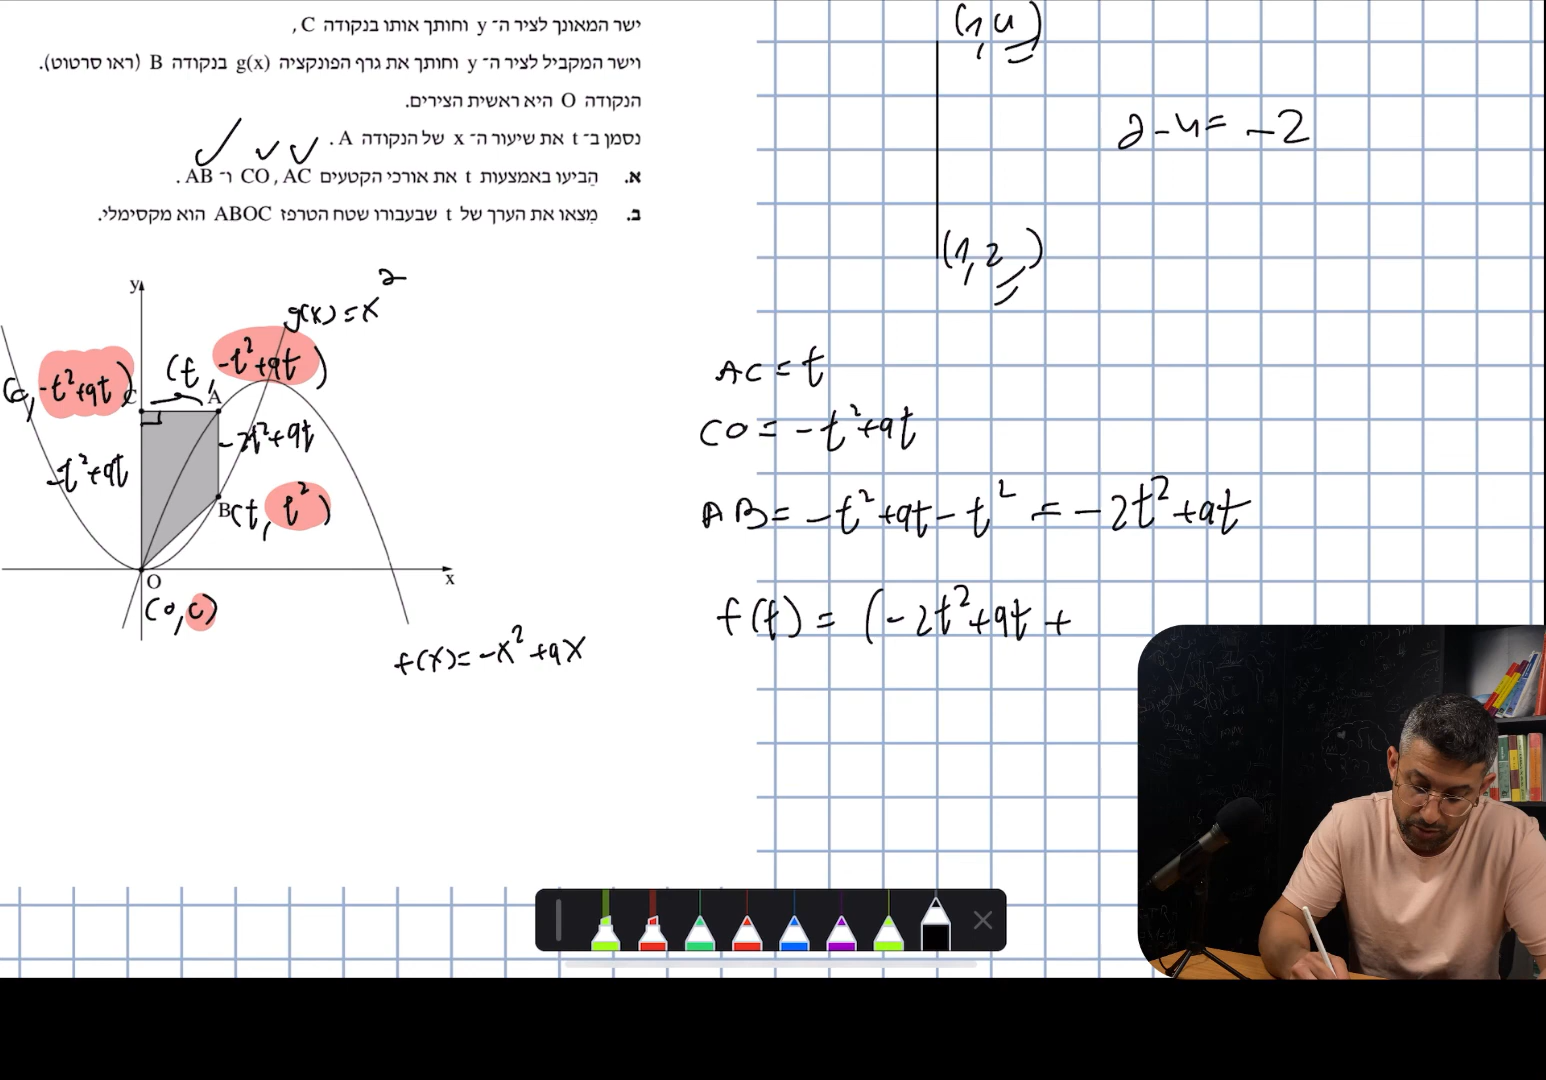 ישר המאונך לציר ה־ y וחותך אותו בנקודה C ,
וישר המקביל לציר ה־ y וחותך את גרף הפונקציה g(x) בנקודה B (ראו סרטוט).
הנקודה O היא ראשית הצירים.
נסמן ב־ t את שיעור ה־ x של הנקודה A .
א. הַביעו באמצעות t את אורכי הקטעים CO , AC ו־ AB .
ב. מִצאו את הערך של t שבעבורו שטח הטרפז ABOC הוא מקסימלי.
y
g(x)=x²
(0, -t²+9t)
(t, -t²+9t)
C
A
-2t²+9t
-t²+9t
B(t, t²)
O
x
(0,0)
f(x)=-x²+9x
(1,4)
2-4=-2
(1,2)
AC=t
CO=-t²+9t
AB=-t²+9t-t²=-2t²+9t
f(t)=(-2t²+9t+